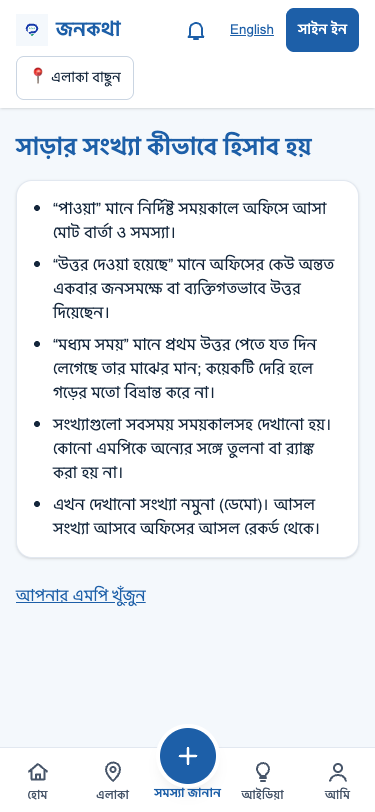 জনকথা
English
সাইন ইন
এলাকা বাছুন
সাড়ার সংখ্যা কীভাবে হিসাব হয়
“পাওয়া” মানে নির্দিষ্ট সময়কালে অফিসে আসা
মোট বার্তা ও সমস্যা।
“উত্তর দেওয়া হয়েছে” মানে অফিসের কেউ অন্তত
একবার জনসমক্ষে বা ব্যক্তিগতভাবে উত্তর
দিয়েছেন।
“মধ্যম সময়” মানে প্রথম উত্তর পেতে যত দিন
লেগেছে তার মাঝের মান; কয়েকটি দেরি হলে
গড়ের মতো বিভ্রান্ত করে না।
সংখ্যাগুলো সবসময় সময়কালসহ দেখানো হয়।
কোনো এমপিকে অন্যের সঙ্গে তুলনা বা র‍্যাঙ্ক
করা হয় না।
এখন দেখানো সংখ্যা নমুনা (ডেমো)। আসল
সংখ্যা আসবে অফিসের আসল রেকর্ড থেকে।
আপনার এমপি খুঁজুন
হোম
এলাকা
সমস্যা জানান
আইডিয়া
আমি